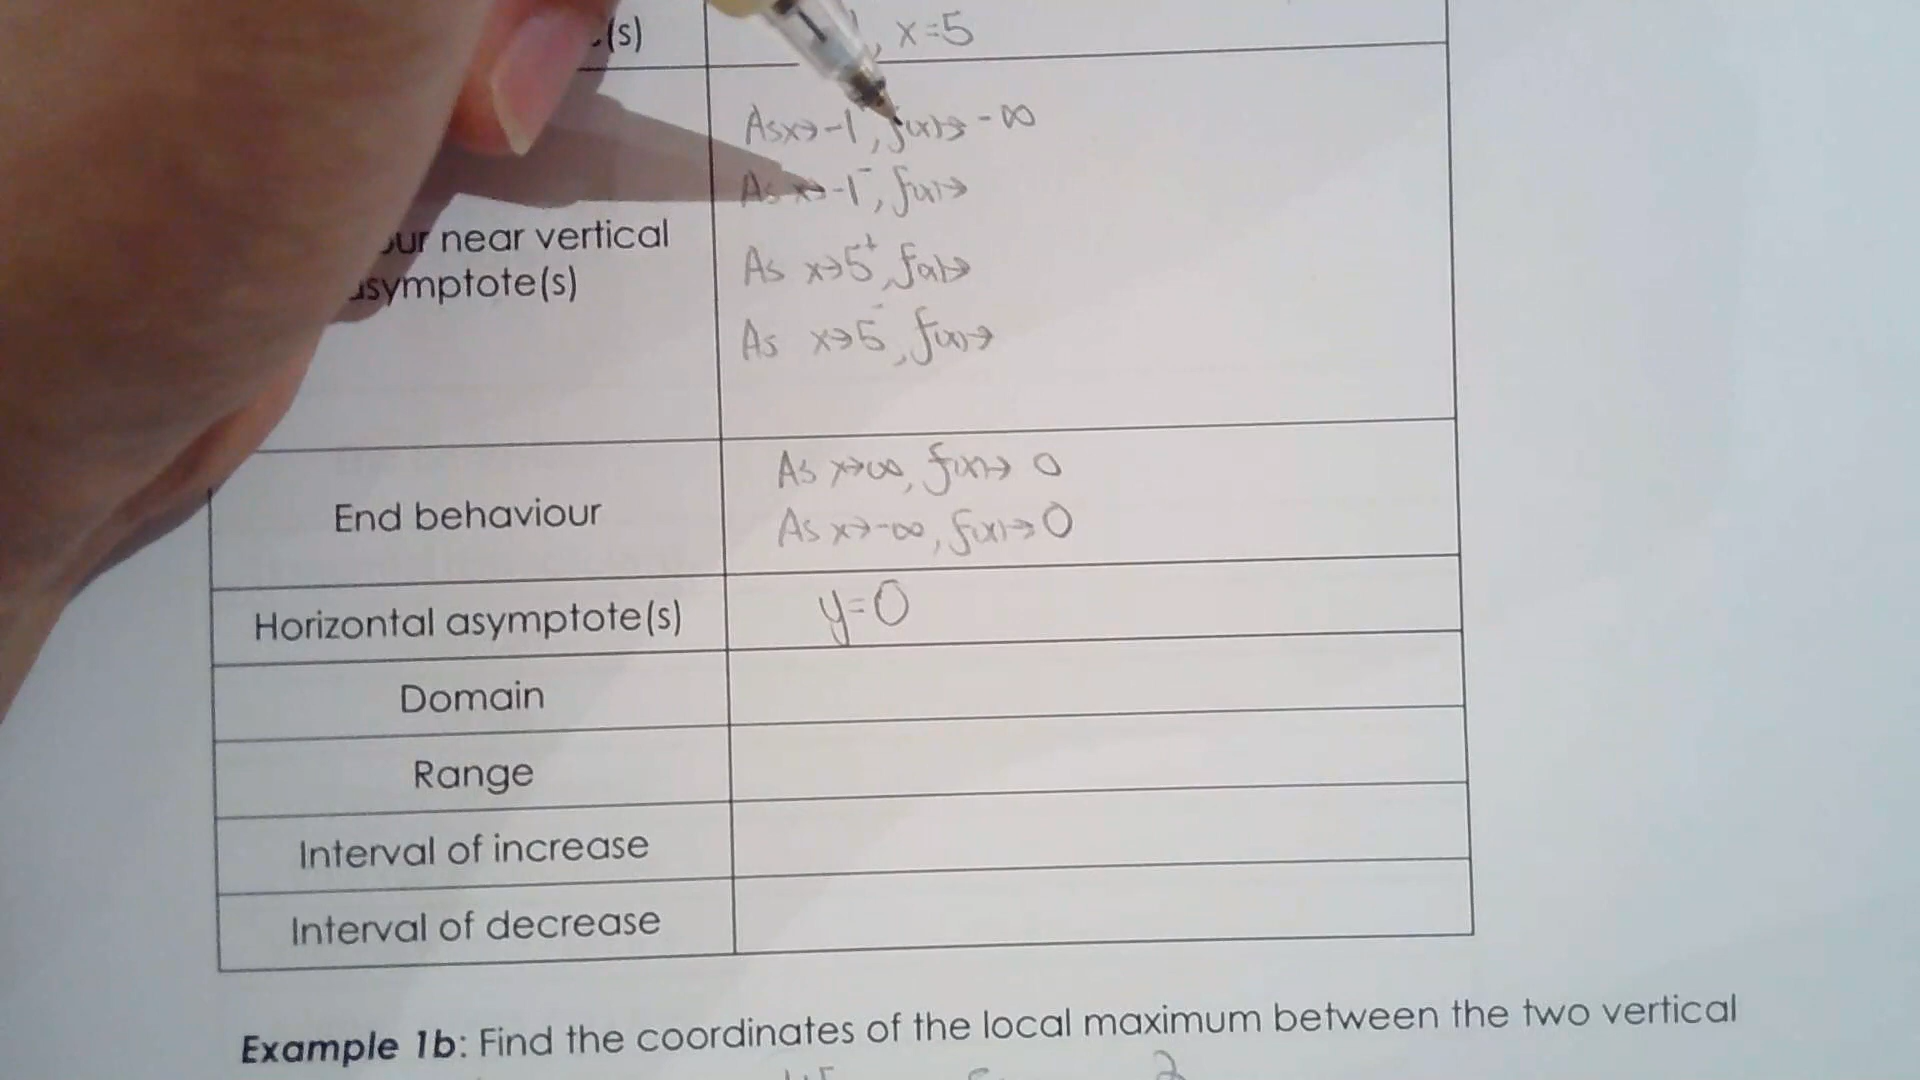 (s)
, x=5
As x→-1, f(x)→ -∞
As x→-1⁻, f(x)→
near vertical
asymptote(s)
As x→5⁺, f(x)→
As x→5⁻, f(x)→
End behaviour
As x→∞, f(x)→ 0
As x→-∞, f(x)→0
Horizontal asymptote(s)
y=0
Domain
Range
Interval of increase
Interval of decrease
Example 1b: Find the coordinates of the local maximum between the two vertical